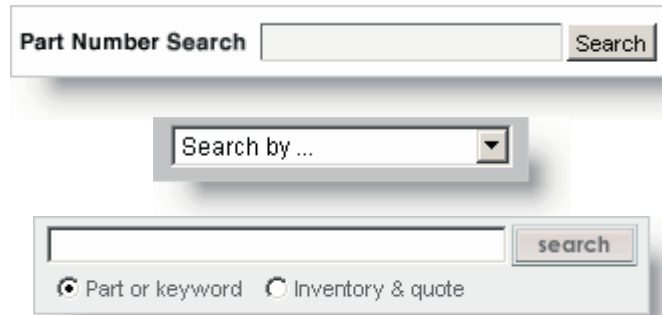 Part Number Search Search
Search by ...
search
Part or keyword Inventory & quote